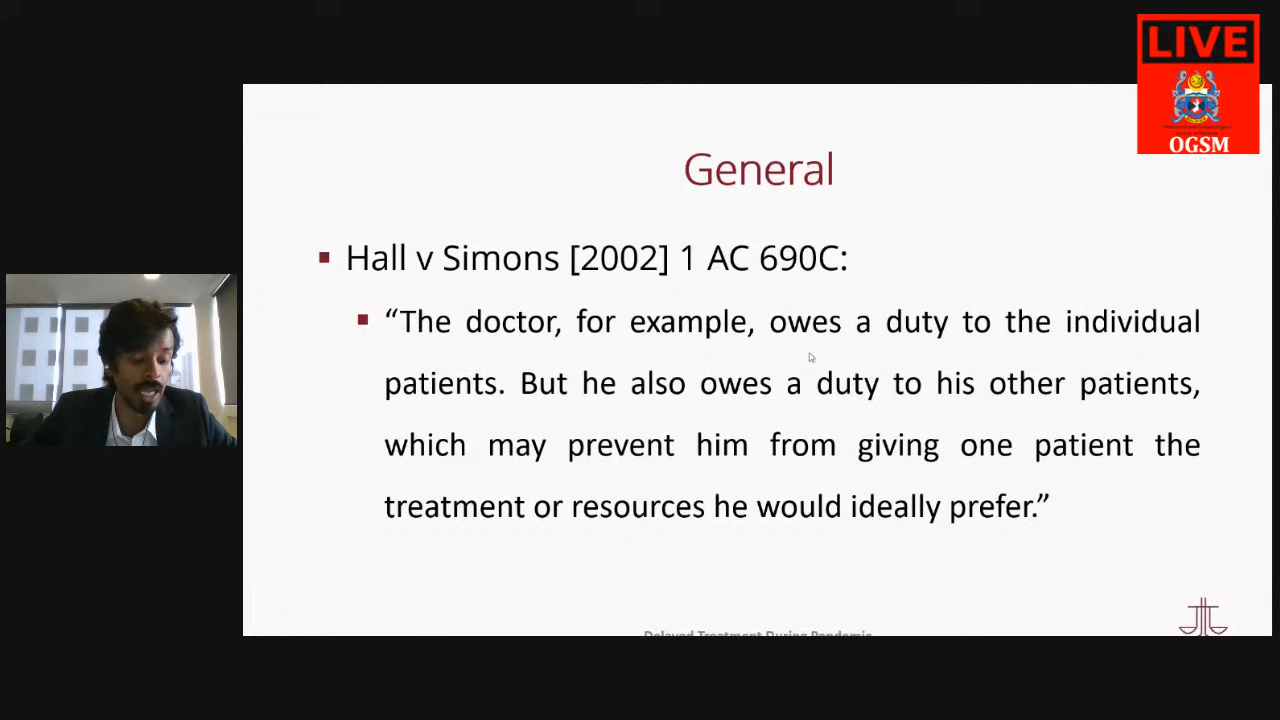 LIVE
OGSM
General
Hall v Simons [2002] 1 AC 690C:
“The doctor, for example, owes a duty to the individual
patients. But he also owes a duty to his other patients,
which may prevent him from giving one patient the
treatment or resources he would ideally prefer.”
Delayed Treatment During Pandemic